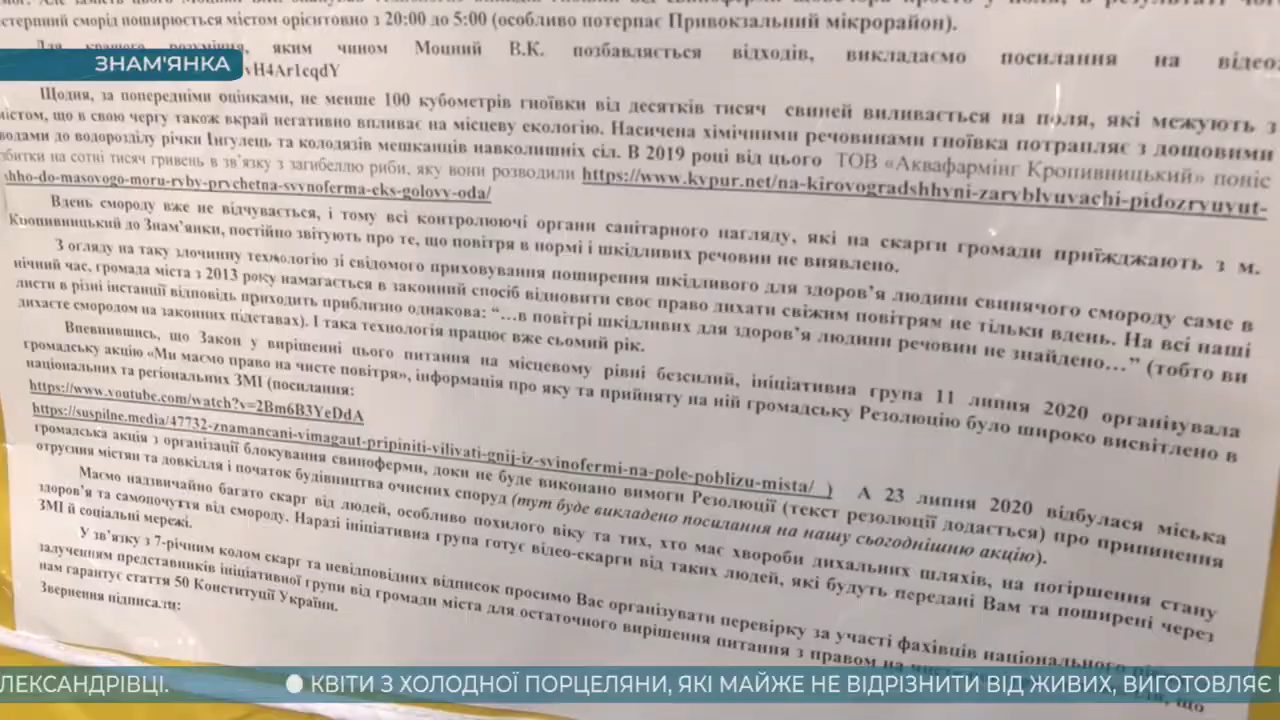 нестерпний сморід поширюється містом орієнтовно з 20:00 до 5:00 (особливо потерпає Привокзальний мікрорайон).
Для кращого розуміння, яким чином Моцний В.К. позбавляється відходів, викладаємо посилання на відео:
ЗНАМ'ЯНКА
vH4Ar1cqdY
Щодня, за попередніми оцінками, не менше 100 кубометрів гноївки від десятків тисяч свиней виливається на поля, які межують з
містом, що в свою чергу також вкрай негативно впливає на місцеву екологію. Насичена хімічними речовинами гноївка потрапляє з дощовими
водами до водорозділу річки Інгулець та колодязів мешканців навколишніх сіл. В 2019 році від цього ТОВ «Аквафармінг Кропивницький» поніс
збитки на сотні тисяч гривень в зв'язку з загибеллю риби, яку вони розводили https://www.kypur.net/na-kirovogradshhyni-zaryblyuvachi-pidozryuyut-
shho-do-masovogo-moru-ryby-prychetna-svynoferma-eks-golovy-oda/
Вдень смороду вже не відчувається, і тому всі контролюючі органи санітарного нагляду, які на скарги громади приїжджають з м.
Кропивницький до Знам'янки, постійно звітують про те, що повітря в нормі і шкідливих речовин не виявлено.
З огляду на таку злочинну технологію зі свідомого приховування поширення шкідливого для здоров'я людини свинячого смороду саме в
нічний час, громада міста з 2013 року намагається в законний спосіб відновити своє право дихати свіжим повітрям не тільки вдень. На всі наші
листи в різні інстанції відповідь приходить приблизно однакова: “…в повітрі шкідливих для здоров'я людини речовин не знайдено…” (тобто ви
дихаєте смородом на законних підставах). І така технологія працює вже сьомий рік.
Впевнившись, що Закон у вирішенні цього питання на місцевому рівні безсилий, ініціативна група 11 липня 2020 організувала
громадську акцію «Ми маємо право на чисте повітря», інформація про яку та прийняту на ній громадську Резолюцію було широко висвітлено в
національних та регіональних ЗМІ (посилання:
https://www.youtube.com/watch?v=2Bm6B3YeDdA
https://suspilne.media/47732-znamancani-vimagaut-pripiniti-vilivati-gnij-iz-svinofermi-na-pole-poblizu-mista/ ) А 23 липня 2020 відбулася міська
громадська акція з організації блокування свиноферми, доки не буде виконано вимоги Резолюції (текст резолюції додається) про припинення
отруєння містян та довкілля і початок будівництва очисних споруд (тут буде викладено посилання на нашу сьогоднішню акцію).
Маємо надзвичайно багато скарг від людей, особливо похилого віку та тих, хто має хвороби дихальних шляхів, на погіршення стану
здоров'я та самопочуття від смороду. Наразі ініціативна група готує відео-скарги від таких людей, які будуть передані Вам та поширені через
ЗМІ й соціальні мережі.
У зв'язку з 7-річним колом скарг та невідповідних відписок просимо Вас організувати перевірку за участі фахівців національного
залученням представників ініціативної групи від громади міста для остаточного вирішення питання з правом на
нам гарантує стаття 50 Конституції України.
Звернення підписали:
ЛЕКСАНДРІВЦІ. ● КВІТИ З ХОЛОДНОЇ ПОРЦЕЛЯНИ, ЯКІ МАЙЖЕ НЕ ВІДРІЗНИТИ ВІД ЖИВИХ, ВИГОТОВЛЯЄ